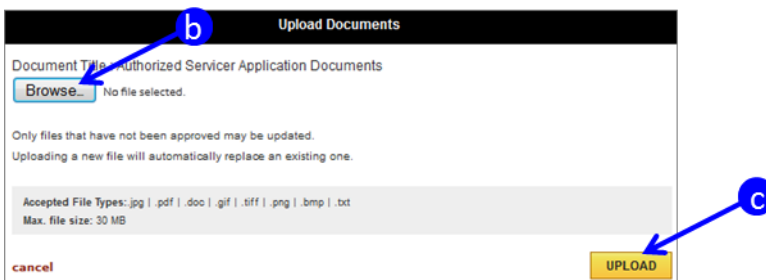 b
Upload Documents
Document Title : Authorized Servicer Application Documents
Browse_ No file selected.
Only files that have not been approved may be updated.
Uploading a new file will automatically replace an existing one.
Accepted File Types:.jpg | .pdf | .doc | .gif | .tiff | .png | .bmp | .txt
Max. file size: 30 MB
c
cancel
UPLOAD